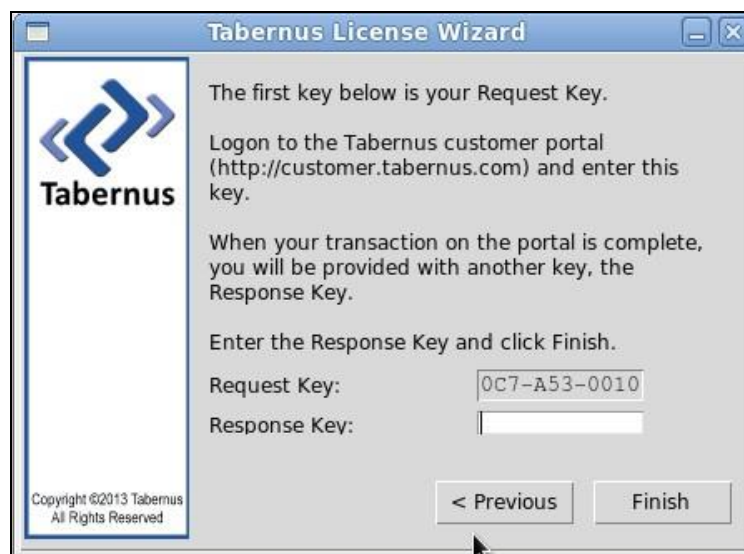 Tabernus License Wizard
Tabernus
The first key below is your Request Key.
Logon to the Tabernus customer portal
(http://customer.tabernus.com) and enter this
key.
When your transaction on the portal is complete,
you will be provided with another key, the
Response Key.
Enter the Response Key and click Finish.
Request Key: 0C7-A53-0010
Response Key:
Copyright ©2013 Tabernus
All Rights Reserved
< Previous Finish